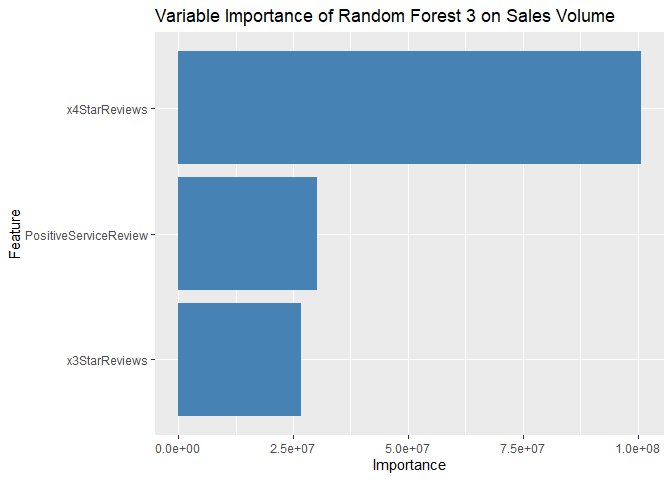 Variable Importance of Random Forest 3 on Sales Volume
x4StarReviews
PositiveServiceReview
x3StarReviews
Feature
0.0e+00 2.5e+07 5.0e+07 7.5e+07 1.0e+08
Importance